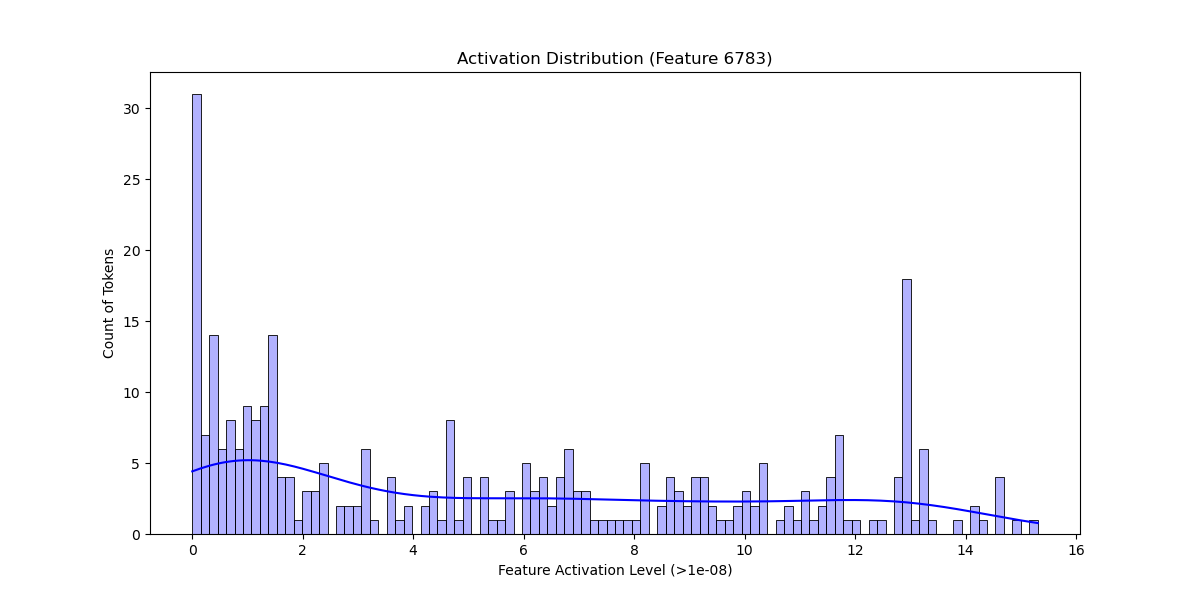 Activation Distribution (Feature 6783)
Count of Tokens
30
25
20
15
10
5
0
0 2 4 6 8 10 12 14 16
Feature Activation Level (>1e-08)